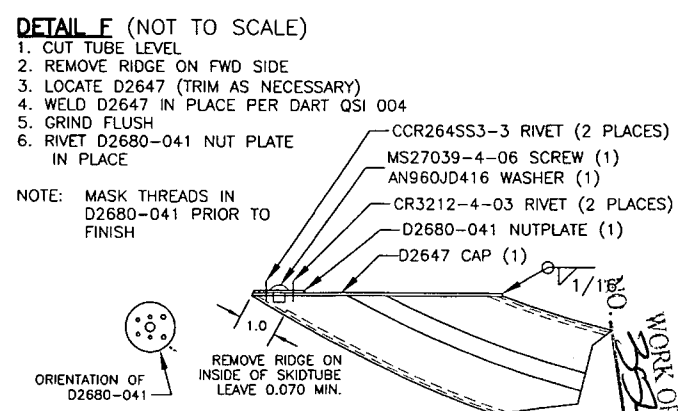 DETAIL F (NOT TO SCALE)
1. CUT TUBE LEVEL
2. REMOVE RIDGE ON FWD SIDE
3. LOCATE D2647 (TRIM AS NECESSARY)
4. WELD D2647 IN PLACE PER DART QSI 004
5. GRIND FLUSH
6. RIVET D2680-041 NUT PLATE
IN PLACE
NOTE: MASK THREADS IN
D2680-041 PRIOR TO
FINISH
CCR264SS3-3 RIVET (2 PLACES)
MS27039-4-06 SCREW (1)
AN960JD416 WASHER (1)
CR3212-4-03 RIVET (2 PLACES)
D2680-041 NUTPLATE (1)
D2647 CAP (1)
1/16
1.0
REMOVE RIDGE ON
INSIDE OF SKIDTUBE
LEAVE 0.070 MIN.
ORIENTATION OF
D2680-041
WORK
NO.